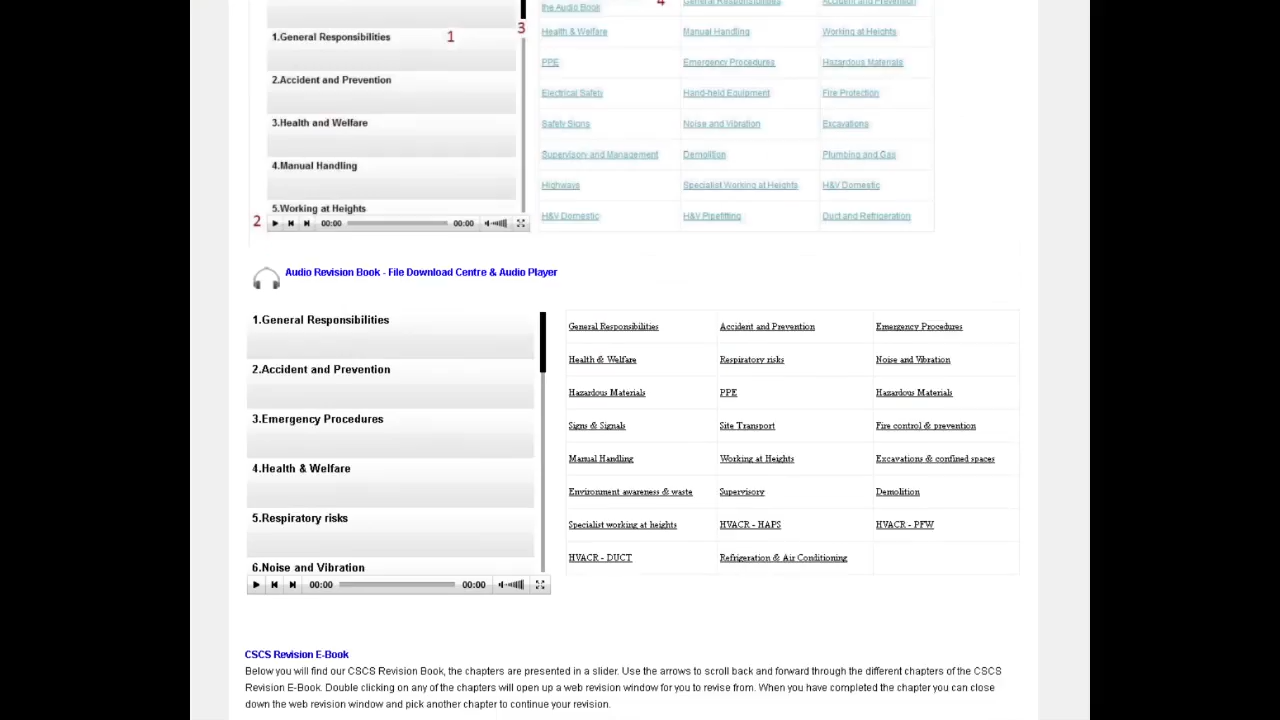 the Audio Book 4 General Responsibilities Accident and Prevention
3
1.General Responsibilities 1 Health & Welfare Manual Handling Working at Heights
PPE Emergency Procedures Hazardous Materials
2.Accident and Prevention
Electrical Safety Hand-held Equipment Fire Protection
3.Health and Welfare Safety Signs Noise and Vibration Excavations
4.Manual Handling Supervisory and Management Demolition Plumbing and Gas
Highways Specialist Working at Heights H&V Domestic
5.Working at Heights
2 00:00 00:00 H&V Domestic H&V Pipefitting Duct and Refrigeration
Audio Revision Book - File Download Centre & Audio Player
1.General Responsibilities General Responsibilities Accident and Prevention Emergency Procedures
Health & Welfare Respiratory risks Noise and Vibration
2.Accident and Prevention
Hazardous Materials PPE Hazardous Materials
3.Emergency Procedures Signs & Signals Site Transport Fire control & prevention
4.Health & Welfare Manual Handling Working at Heights Excavations & confined spaces
Environment awareness & waste Supervisory Demolition
5.Respiratory risks Specialist working at heights HVACR - HAPS HVACR - PFW
6.Noise and Vibration HVACR - DUCT Refrigeration & Air Conditioning
00:00 00:00
CSCS Revision E-Book
Below you will find our CSCS Revision Book, the chapters are presented in a slider. Use the arrows to scroll back and forward through the different chapters of the CSCS
Revision E-Book. Double clicking on any of the chapters will open up a web revision window for you to revise from. When you have completed the chapter you can close
down the web revision window and pick another chapter to continue your revision.